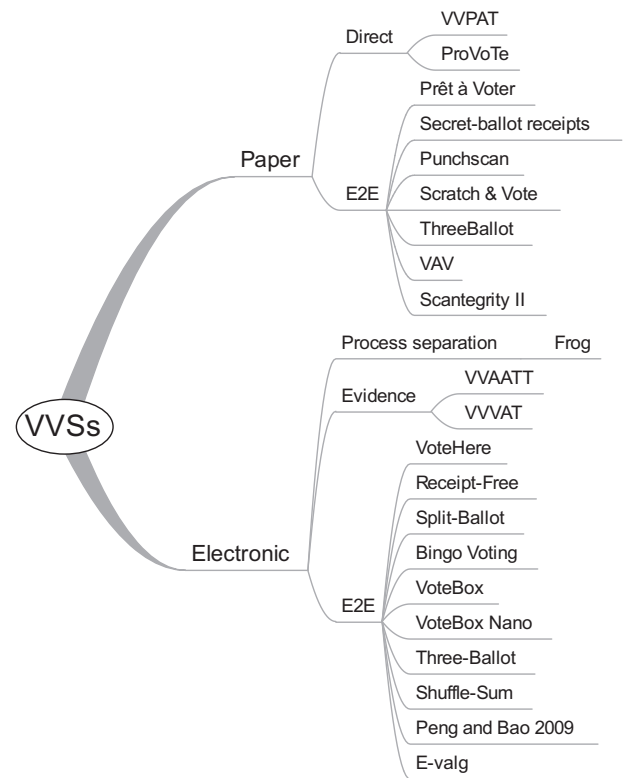 VVPAT
Direct
ProVoTe
Prêt à Voter
Secret-ballot receipts
Punchscan
Paper
Scratch & Vote
E2E
ThreeBallot
VAV
Scantegrity II
Process separation Frog
VVAATT
Evidence
VVVAT
VVSs
VoteHere
Receipt-Free
Split-Ballot
Electronic
Bingo Voting
VoteBox
E2E
VoteBox Nano
Three-Ballot
Shuffle-Sum
Peng and Bao 2009
E-valg